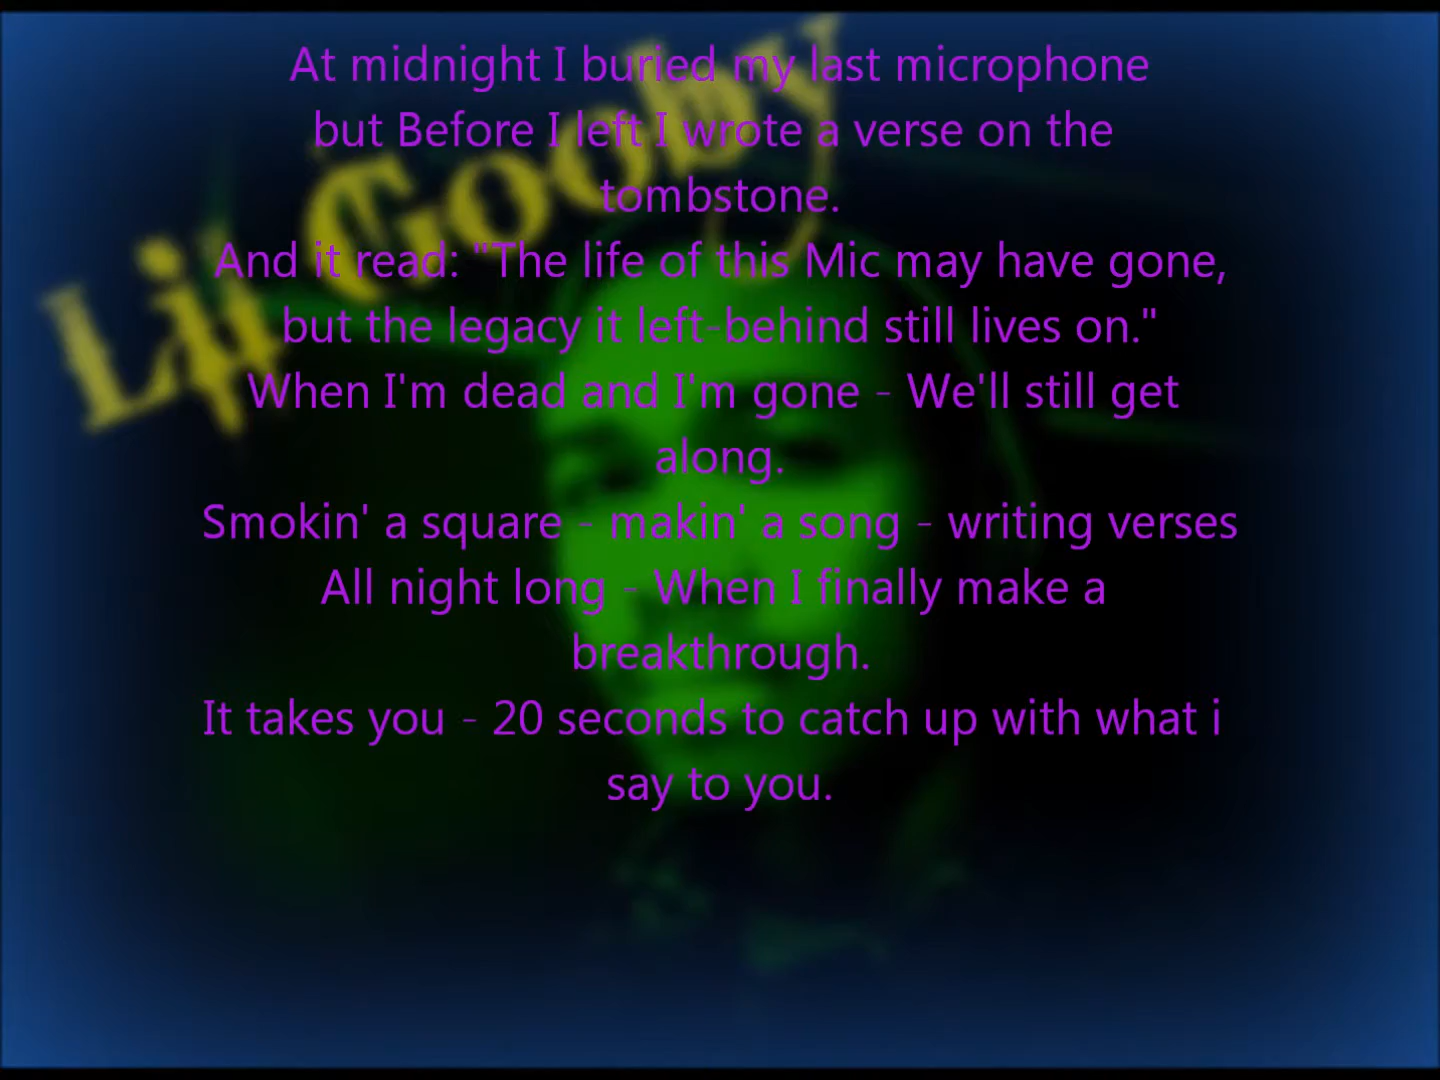 Lil Gooby
At midnight I buried my last microphone
but Before I left I wrote a verse on the
tombstone.
And it read: "The life of this Mic may have gone,
but the legacy it left-behind still lives on."
When I'm dead and I'm gone - We'll still get
along.
Smokin' a square - makin' a song - writing verses
All night long - When I finally make a
breakthrough.
It takes you - 20 seconds to catch up with what i
say to you.